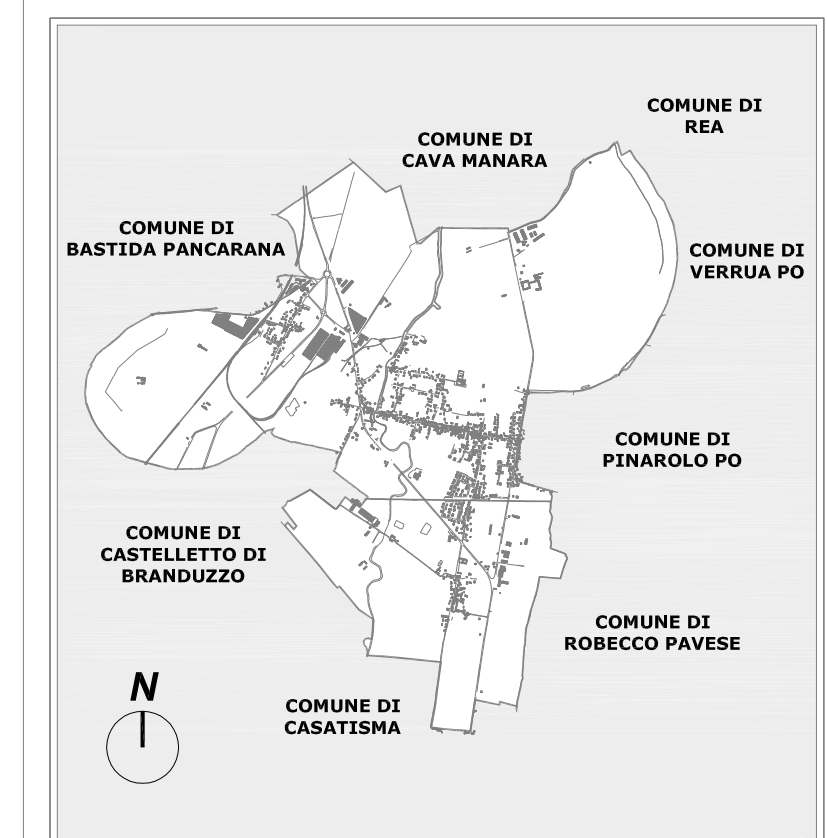 COMUNE DI
REA
COMUNE DI
CAVA MANARA
COMUNE DI
BASTIDA PANCARANA
COMUNE DI
VERRUA PO
COMUNE DI
PINAROLO PO
COMUNE DI
CASTELLETTO DI
BRANDUZZO
COMUNE DI
ROBECCO PAVESE
N
COMUNE DI
CASATISMA